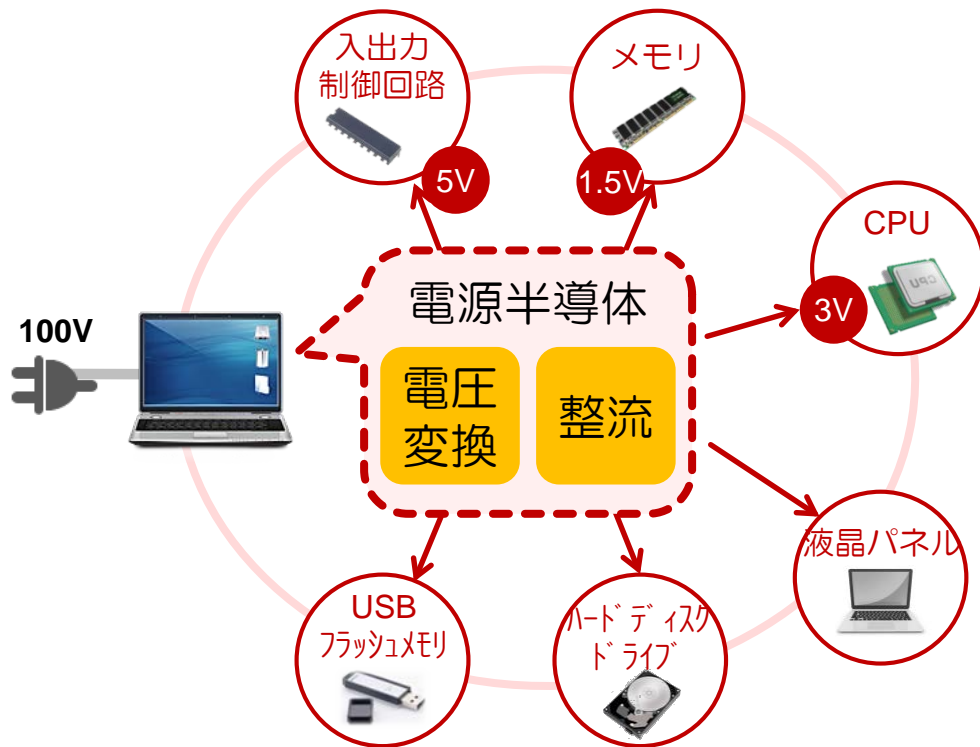 入出力
制御回路
5V
メモリ
1.5V
CPU
3V
100V
電源半導体
電圧
変換
整流
液晶パネル
USB
フラッシュメモリ
ハードディスク
ドライブ
CPU